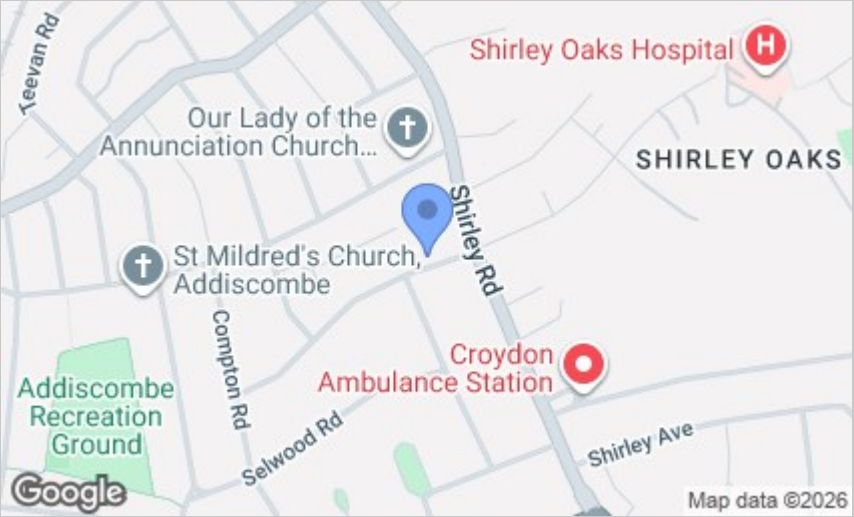 Teevan Rd
Shirley Oaks Hospital
H
Our Lady of the
Annunciation Church...
SHIRLEY OAKS
Shirley Rd
St Mildred's Church,
Addiscombe
Compton Rd
Croydon
Ambulance Station
Addiscombe
Recreation
Ground
Selwood Rd
Shirley Ave
Google
Map data ©2026